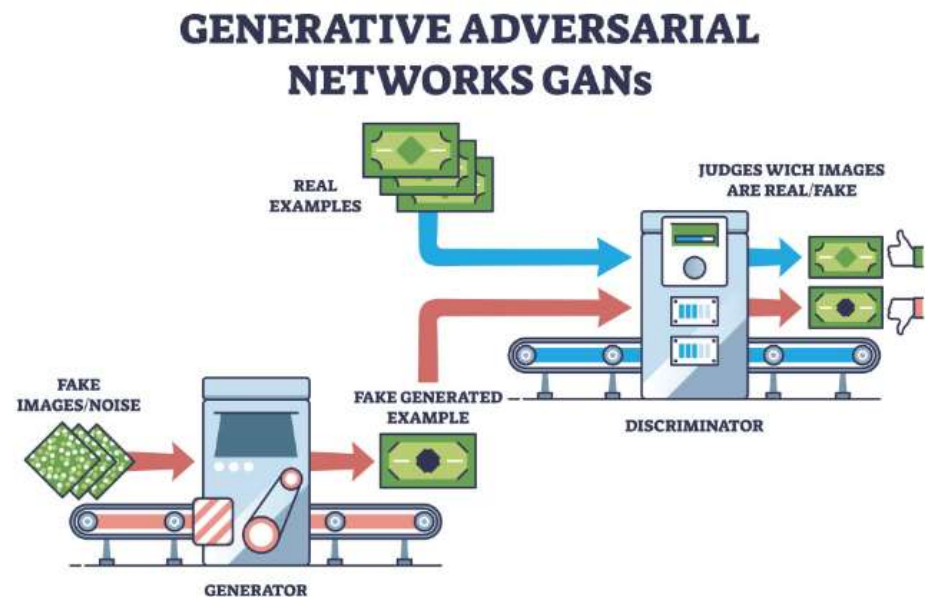 GENERATIVE ADVERSARIAL
NETWORKS GANs
REAL
EXAMPLES
JUDGES WICH IMAGES
ARE REAL/FAKE
FAKE
IMAGES/NOISE
FAKE GENERATED
EXAMPLE
DISCRIMINATOR
GENERATOR